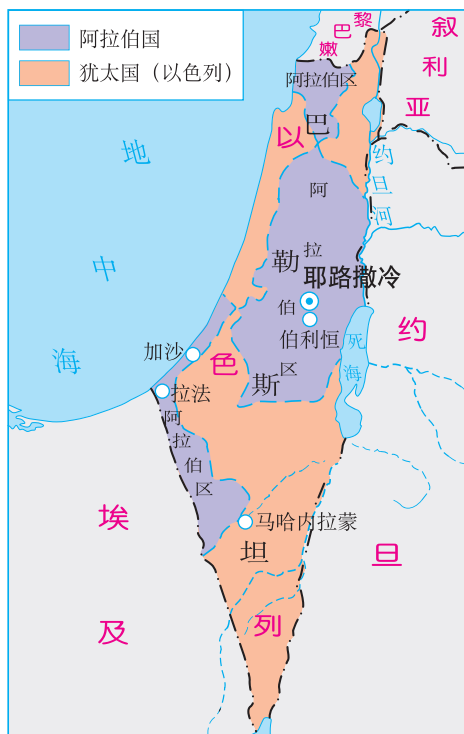 阿拉伯国
犹太国（以色列）
黎巴嫩
叙利亚
地中海
阿拉伯区
以色列
巴勒斯坦
约旦河
阿拉伯区
耶路撒冷
伯利恒
死海
约旦
加沙
拉法
阿拉伯区
马哈内拉蒙
埃及